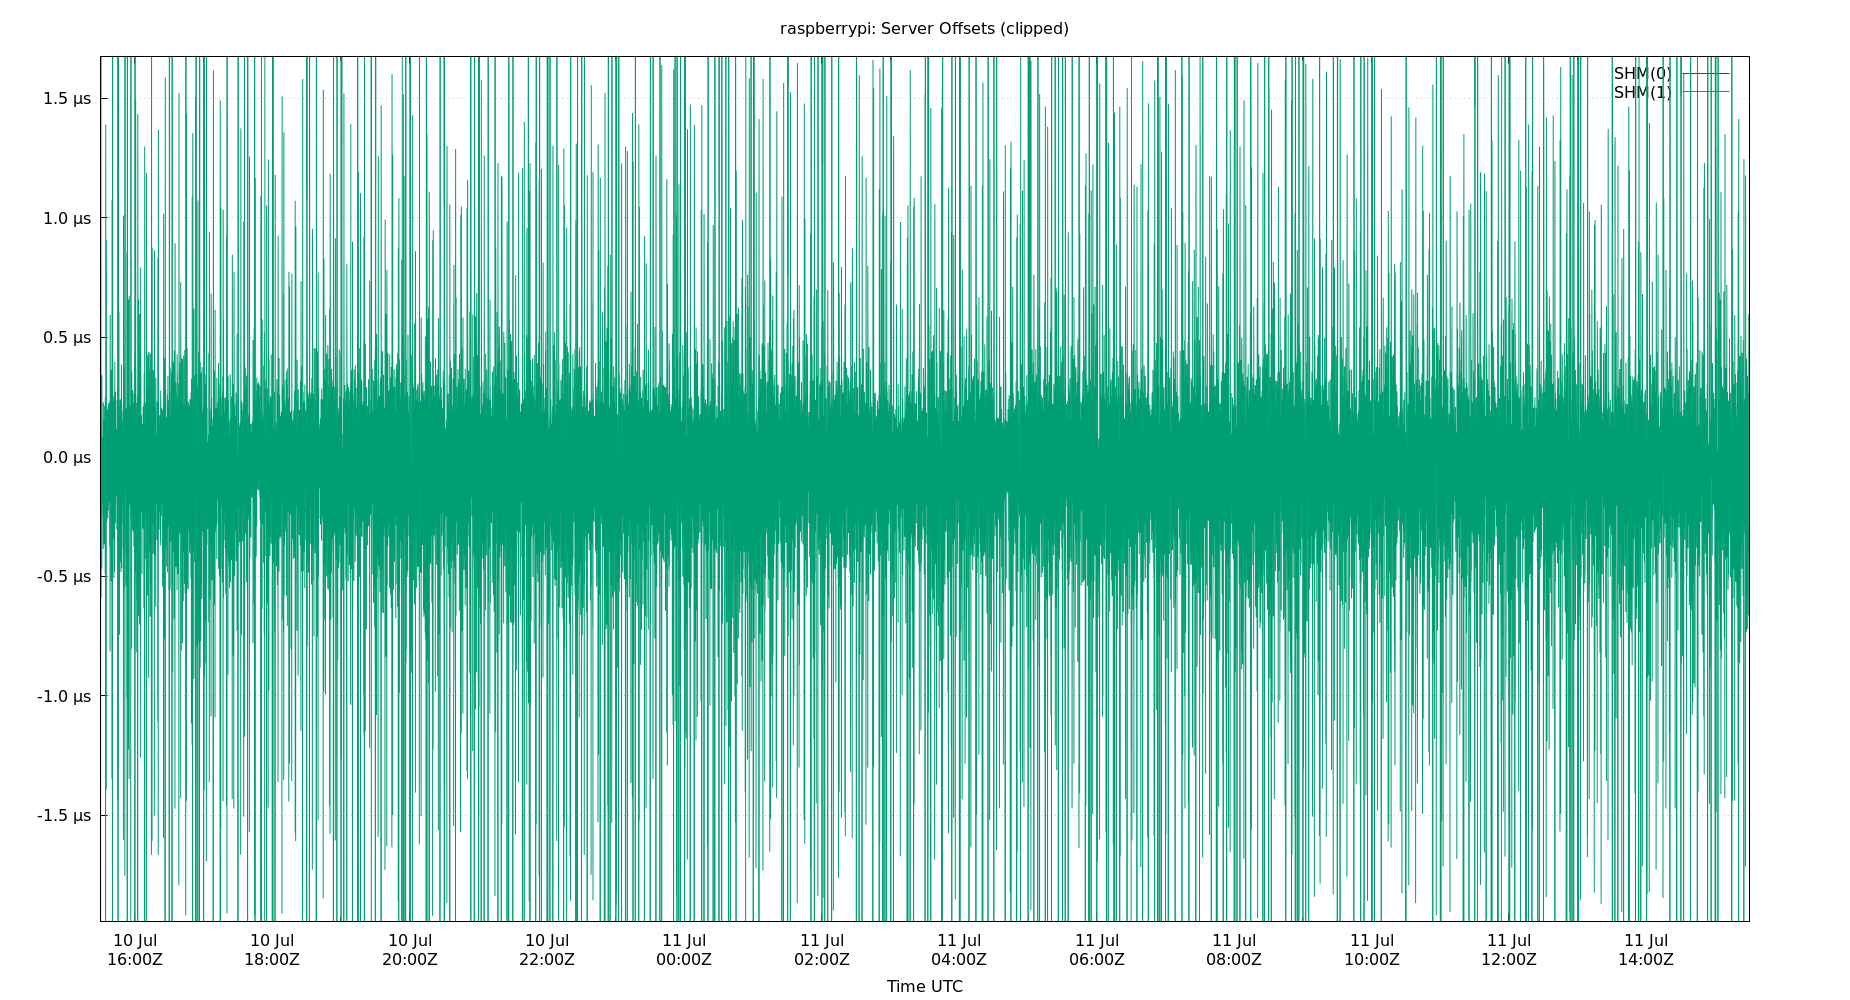 raspberrypi: Server Offsets (clipped)
SHM(0)
SHM(1)
1.5 µs
1.0 µs
0.5 µs
0.0 µs
-0.5 µs
-1.0 µs
-1.5 µs
10 Jul 10 Jul 10 Jul 10 Jul 11 Jul 11 Jul 11 Jul 11 Jul 11 Jul 11 Jul 11 Jul 11 Jul
16:00Z 18:00Z 20:00Z 22:00Z 00:00Z 02:00Z 04:00Z 06:00Z 08:00Z 10:00Z 12:00Z 14:00Z
Time UTC